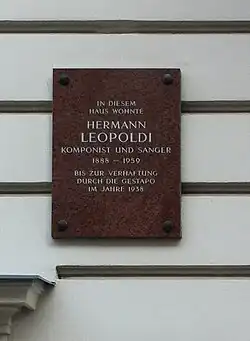 IN DIESEM
HAUS WOHNTE
HERMANN
LEOPOLDI
KOMPONIST UND SÄNGER
1888 – 1959
BIS ZUR VERHAFTUNG
DURCH DIE GESTAPO
IM JAHRE 1938